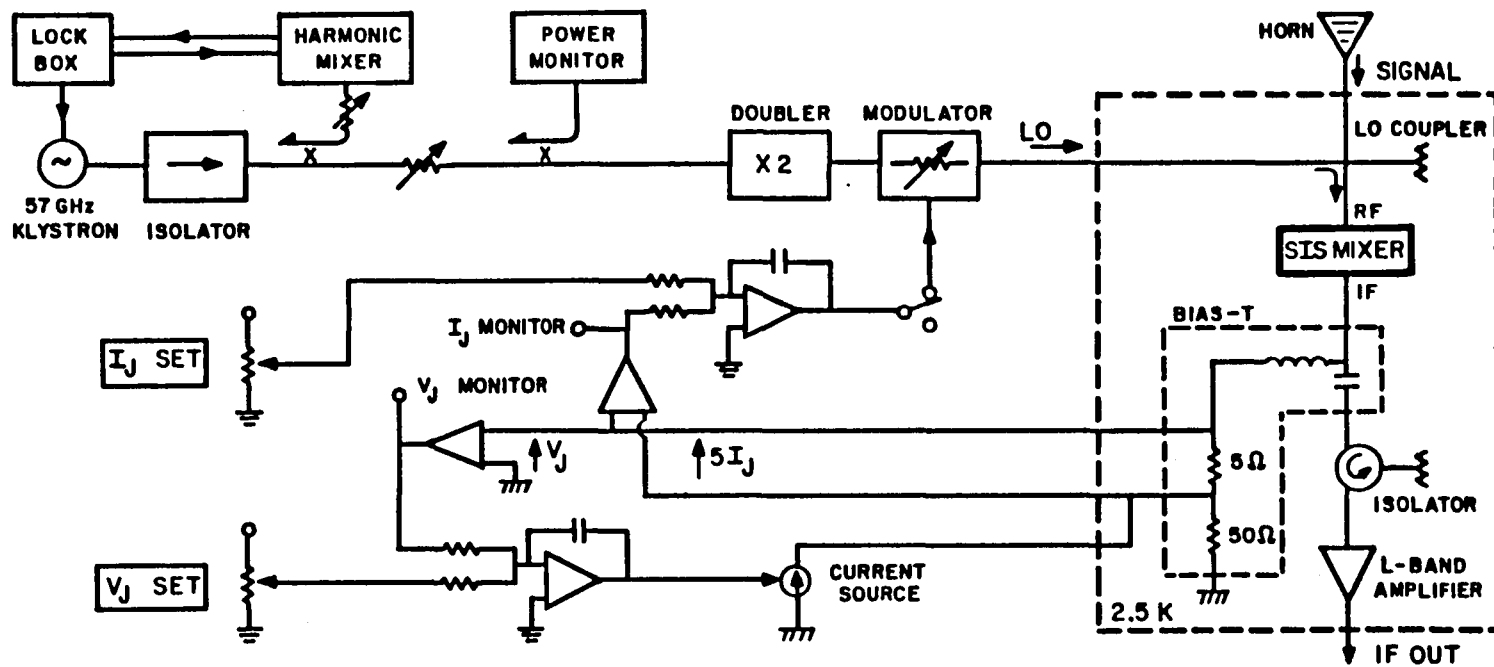 LOCK
BOX
HARMONIC
MIXER
POWER
MONITOR
HORN
SIGNAL
DOUBLER
MODULATOR
LO
LO COUPLER
~
X
X
X2
57 GHz
KLYSTRON
ISOLATOR
RF
SIS MIXER
IF
BIAS-T
IJ MONITOR
IJ SET
VJ MONITOR
VJ
5IJ
5Ω
ISOLATOR
50Ω
VJ SET
CURRENT
SOURCE
L-BAND
AMPLIFIER
2.5 K
IF OUT